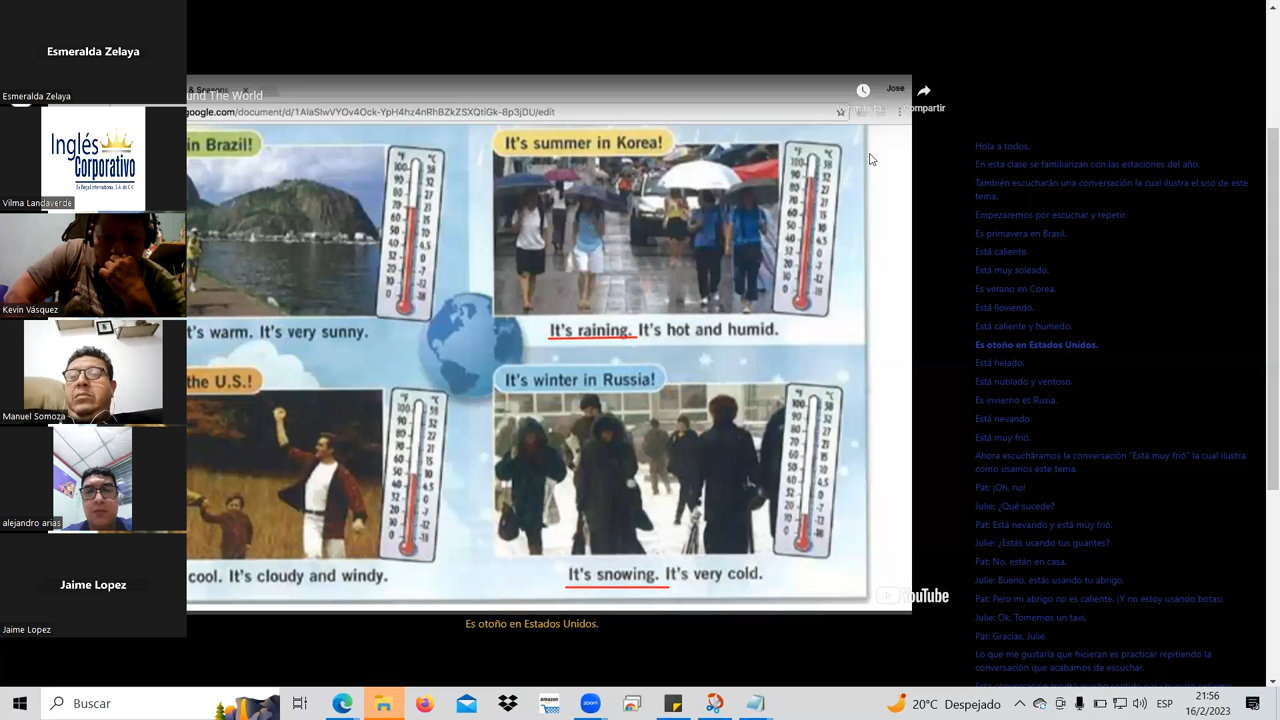 Esmeralda Zelaya
Esmeralda Zelaya
Inglés
Corporativo
Vilma Landaverde
Kevin Vásquez
Manuel Somoza
alejandro arias
Jaime Lopez
Jaime Lopez
& Seasons
und The World
Jose
Compartir
google.com/document/d/1AlaSlwVYOv4Ock-YpH4hz4nRhBZkZSXQtiGk-8p3jDU/edit
in Brazil!
It's summer in Korea!
's warm. It's very sunny.
It's raining. It's hot and humid.
the U.S.!
It's winter in Russia!
cool. It's cloudy and windy.
It's snowing. It's very cold.
YouTube
Es otoño en Estados Unidos.
Hola a todos.
En esta clase se familiarizan con las estaciones del año.
También escucharán una conversación la cual ilustra el uso de este
tema.
Empezaremos por escuchar y repetir.
Es primavera en Brasil.
Está caliente.
Está muy soleado.
Es verano en Corea.
Está lloviendo.
Está caliente y húmedo.
Es otoño en Estados Unidos.
Está helado.
Está nublado y ventoso.
Es invierno es Rusia.
Está nevando
Está muy frió.
Ahora escucháramos la conversación "Está muy frió" la cual ilustra
como usamos este tema.
Pat: ¡Oh, no!
Julie: ¿Qué sucede?
Pat: Está nevando y está muy frió.
Julie: ¿Estás usando tus guantes?
Pat: No, están en casa.
Julie: Bueno, estás usando tu abrigo.
Pat: Pero mi abrigo no es caliente. ¡Y no estoy usando botas!
Julie: Ok. Tomemos un taxi.
Pat: Gracias, Julie.
Lo que me gustaría que hicieran es practicar repitiendo la
conversación que acabamos de escuchar.
Buscar
amazon
zoom
20°C Despejado
ESP
21:56
16/2/2023